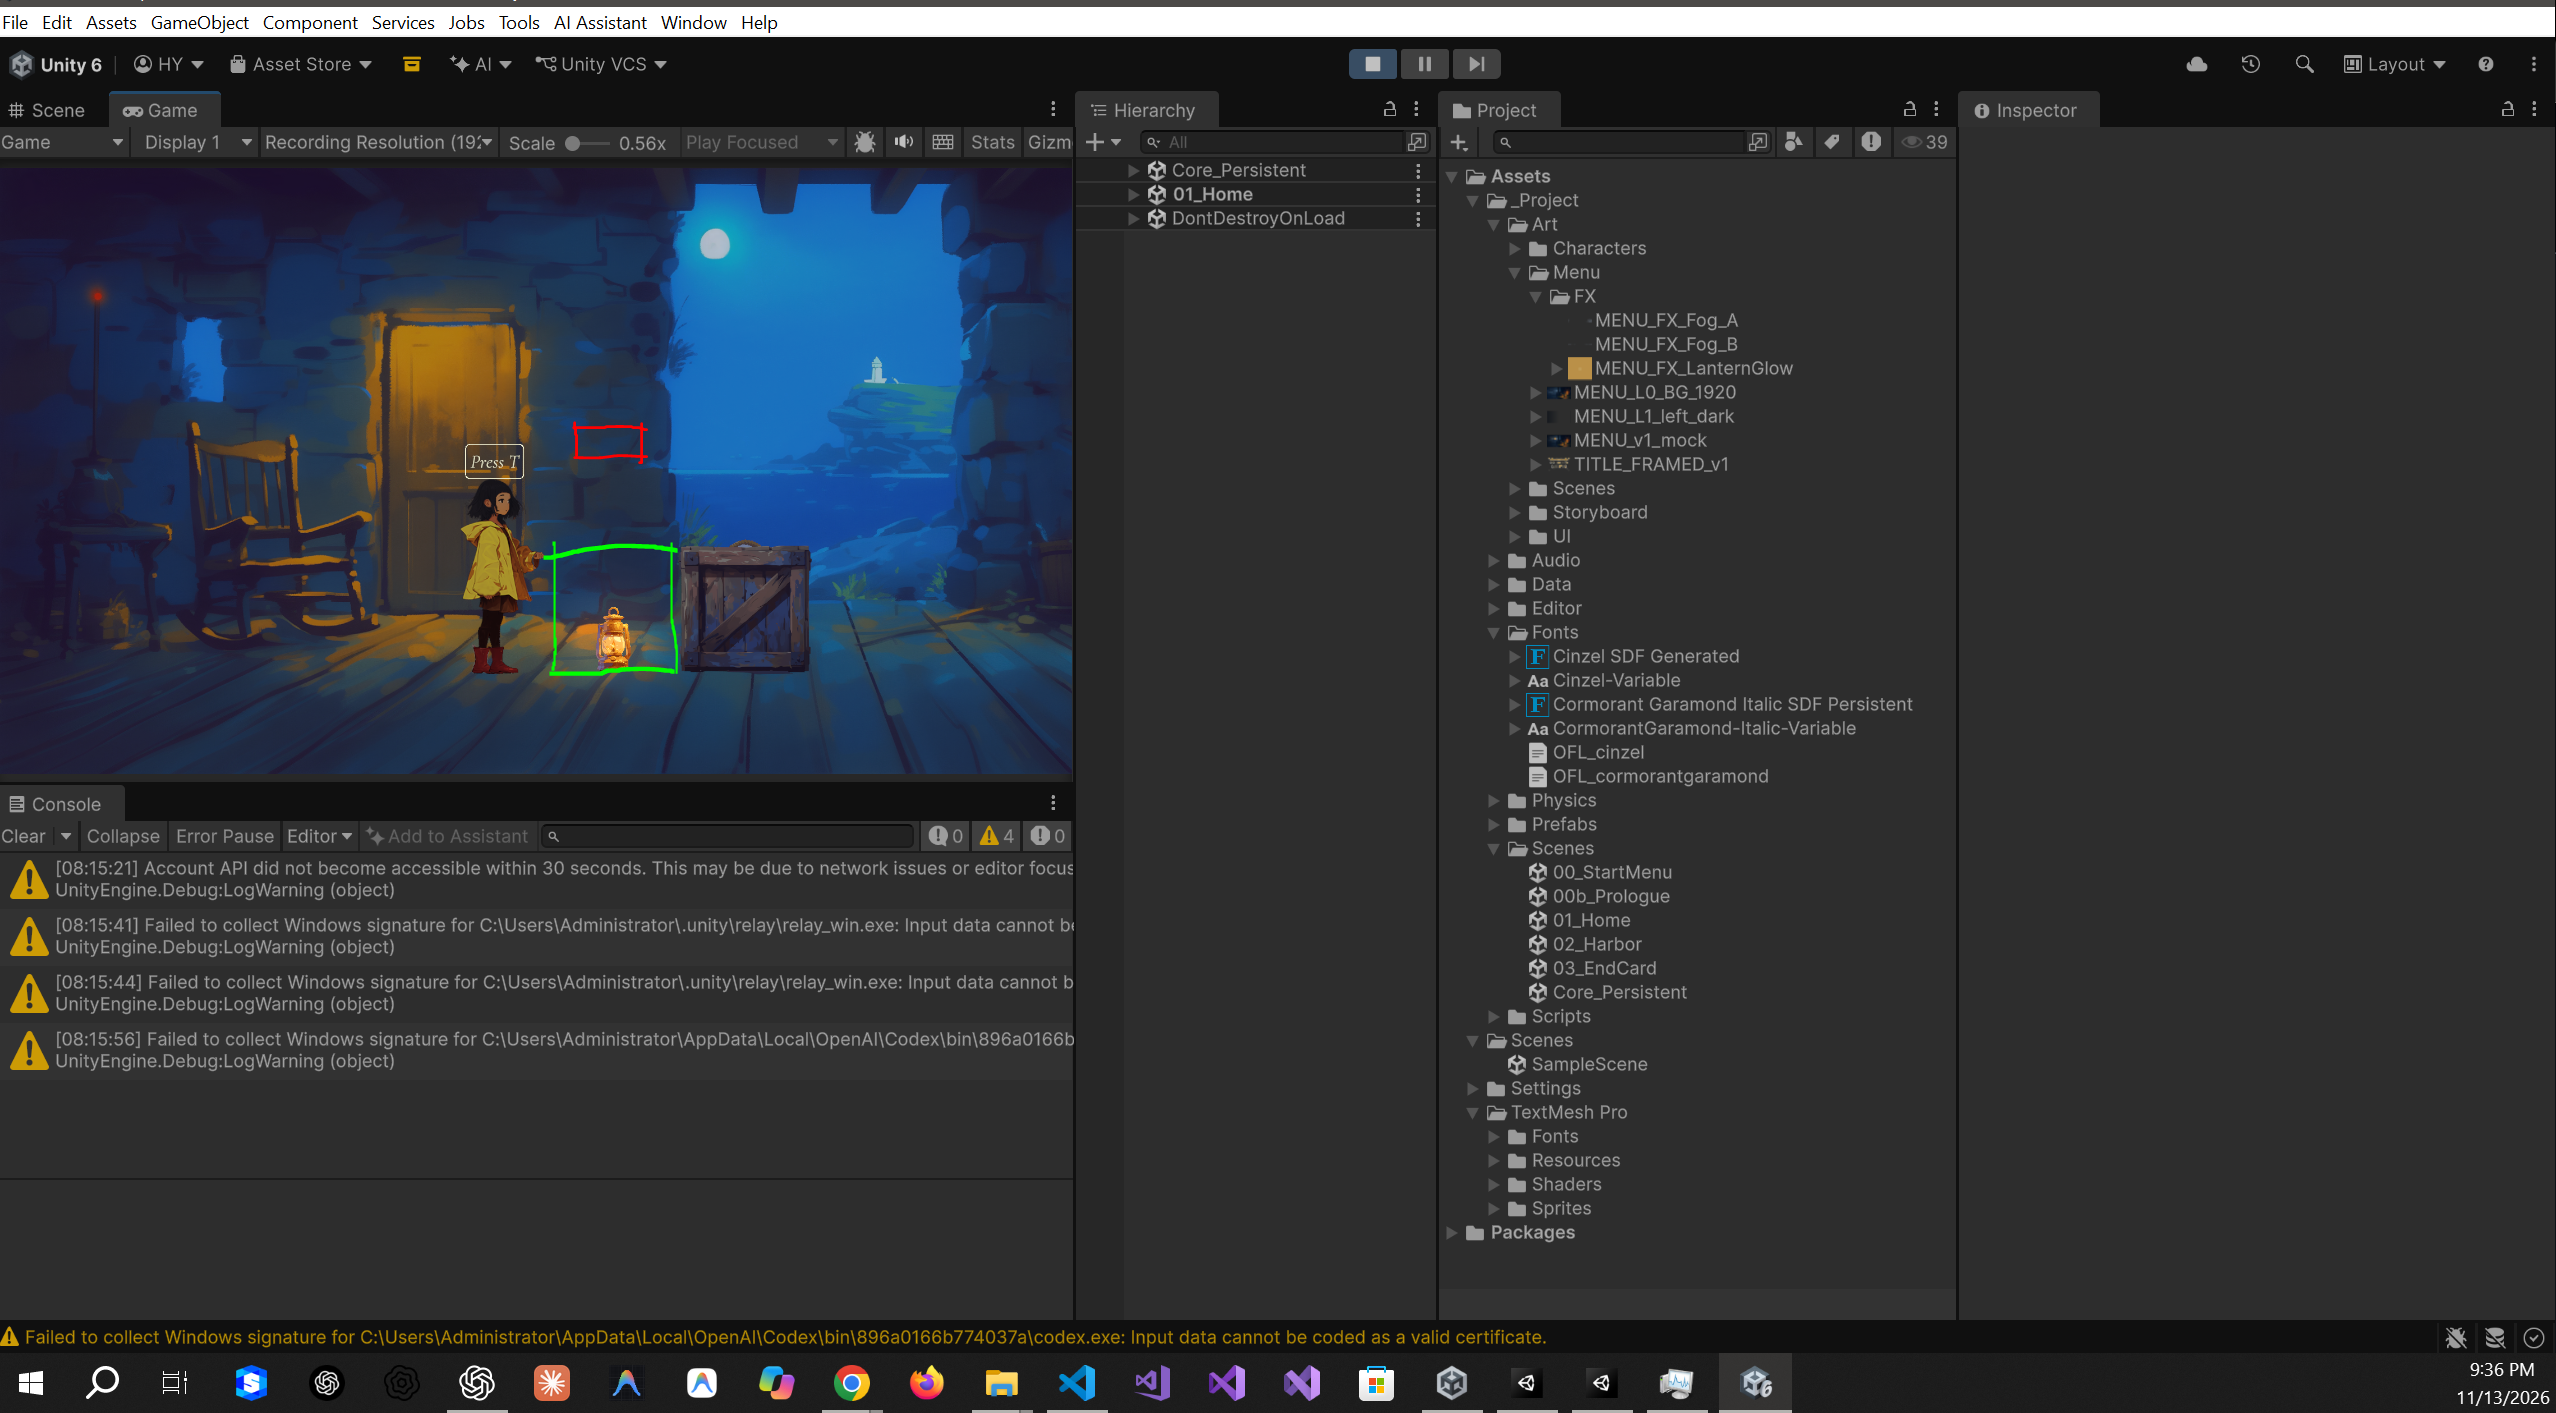 File Edit Assets GameObject Component Services Jobs Tools AI Assistant Window Help
Unity 6 HY Asset Store AI Unity VCS Layout
Scene Game
Game Display 1 Recording Resolution (19 Scale 0.56x Play Focused Stats Gizm
Press T
Console
Clear Collapse Error Pause Editor Add to Assistant 0 4 0
[08:15:21] Account API did not become accessible within 30 seconds. This may be due to network issues or editor focus
UnityEngine.Debug:LogWarning (object)
[08:15:41] Failed to collect Windows signature for C:\Users\Administrator\.unity\relay\relay_win.exe: Input data cannot be
UnityEngine.Debug:LogWarning (object)
[08:15:44] Failed to collect Windows signature for C:\Users\Administrator\.unity\relay\relay_win.exe: Input data cannot b
UnityEngine.Debug:LogWarning (object)
[08:15:56] Failed to collect Windows signature for C:\Users\Administrator\AppData\Local\OpenAI\Codex\bin\896a0166b
UnityEngine.Debug:LogWarning (object)
Hierarchy
All
Core_Persistent
01_Home
DontDestroyOnLoad
Project
39
Assets
_Project
Art
Characters
Menu
FX
MENU_FX_Fog_A
MENU_FX_Fog_B
MENU_FX_LanternGlow
MENU_L0_BG_1920
MENU_L1_left_dark
MENU_v1_mock
TITLE_FRAMED_v1
Scenes
Storyboard
UI
Audio
Data
Editor
Fonts
Cinzel SDF Generated
Cinzel-Variable
Cormorant Garamond Italic SDF Persistent
CormorantGaramond-Italic-Variable
OFL_cinzel
OFL_cormorantgaramond
Physics
Prefabs
Scenes
00_StartMenu
00b_Prologue
01_Home
02_Harbor
03_EndCard
Core_Persistent
Scripts
Scenes
SampleScene
Settings
TextMesh Pro
Fonts
Resources
Shaders
Sprites
Packages
Inspector
Failed to collect Windows signature for C:\Users\Administrator\AppData\Local\OpenAI\Codex\bin\896a0166b774037a\codex.exe: Input data cannot be coded as a valid certificate.
9:36 PM
11/13/2026